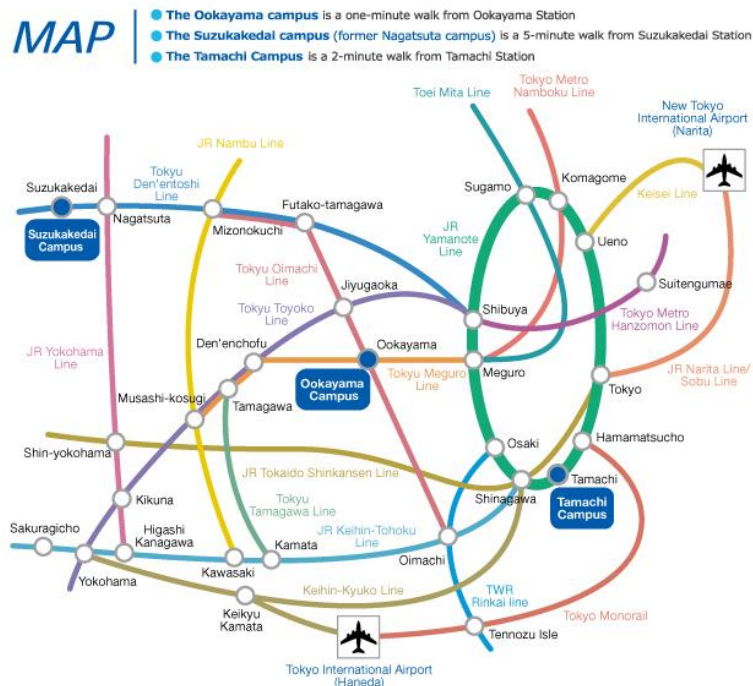 MAP
The Ookayama campus is a one-minute walk from Ookayama Station
The Suzukakedai campus (former Nagatsuta campus) is a 5-minute walk from Suzukakedai Station
The Tamachi Campus is a 2-minute walk from Tamachi Station
Toei Mita Line
Tokyo Metro
Namboku Line
New Tokyo
International Airport
(Narita)
JR Nambu Line
Suzukakedai
Tokyu
Den'entoshi
Line
Futako-tamagawa
Sugamo
Komagome
Keisei Line
Nagatsuta
Mizonokuchi
Suzukakedai
Campus
JR
Yamanote
Line
Ueno
Tokyu Oimachi
Line
Jiyugaoka
Suitengumae
Tokyu Toyoko
Line
Shibuya
Tokyo Metro
Hanzomon Line
Den'enchofu
Ookayama
JR Yokohama
Line
Ookayama
Campus
Tokyu Meguro
Line
Meguro
Tokyo
JR Narita Line/
Sobu Line
Musashi-kosugi
Tamagawa
Osaki
Hamamatsucho
Shin-yokohama
JR Tokaido Shinkansen Line
Shinagawa
Tamachi
Tamachi
Campus
Kikuna
Tokyu
Tamagawa Line
Sakuragicho
Higashi
Kanagawa
Kamata
JR Keihin-Tohoku
Line
Oimachi
Yokohama
Kawasaki
Keihin-Kyuko Line
TWR
Rinkai line
Tokyo Monorail
Keikyu
Kamata
Tennozu Isle
Tokyo International Airport
(Haneda)